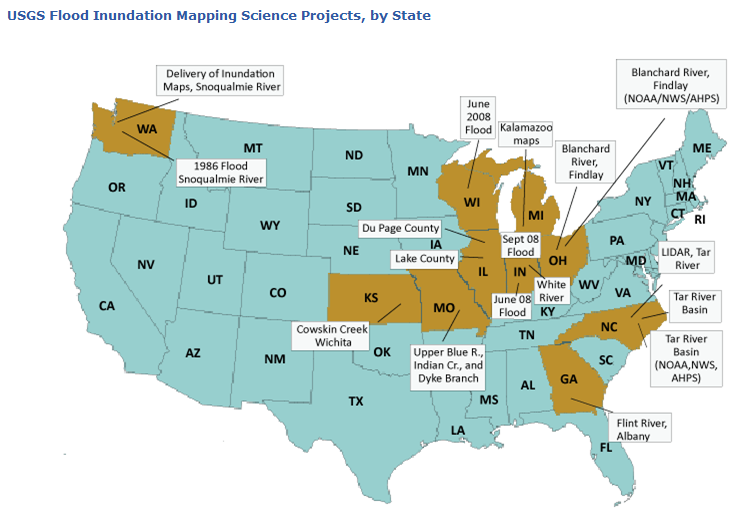 USGS Flood Inundation Mapping Science Projects, by State
Delivery of Inundation
Maps, Snoqualmie River
Blanchard River,
Findlay
(NOAA/NWS/AHPS)
June
2008
Flood
Kalamazoo
maps
Blanchard
River,
Findlay
1986 Flood
Snoqualmie River
WA
MT
ND
MN
ME
VT
NH
MA
CT
RI
NY
OR
ID
SD
WI
MI
WY
Du Page County
Lake County
Sept 08
Flood
IA
NE
IL
IN
OH
PA
MD
LIDAR, Tar
River
NV
UT
CO
CA
KS
MO
White
River
June 08
Flood
KY
WV
VA
Tar River
Basin
Cowskin Creek
Wichita
Upper Blue R.,
Indian Cr., and
Dyke Branch
NC
TN
Tar River
Basin
(NOAA,NWS,
AHPS)
AZ
NM
OK
SC
GA
AL
MS
TX
LA
Flint River,
Albany
FL